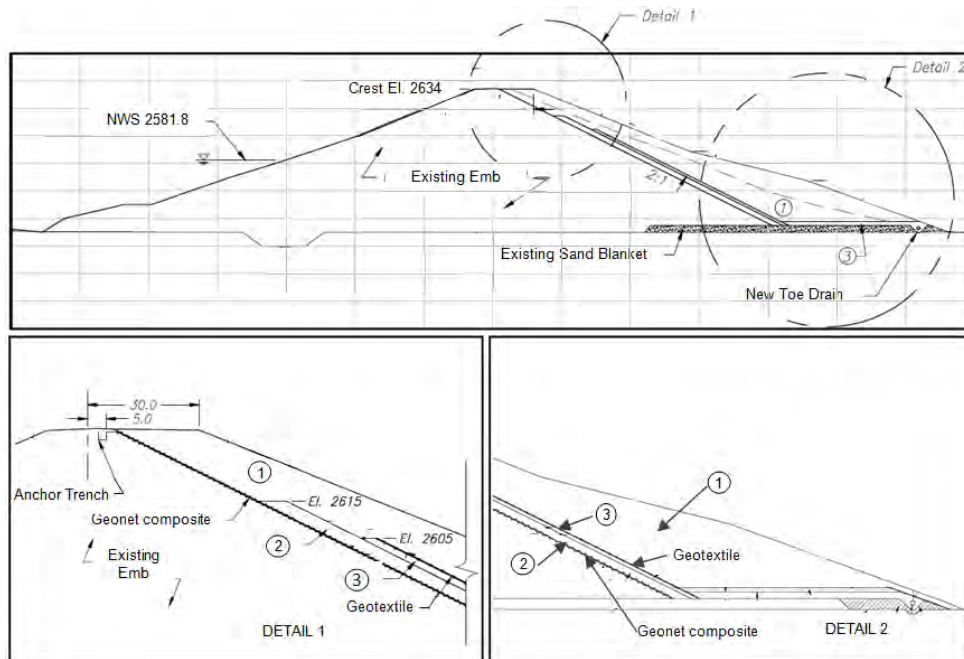 Detail 1
Detail 2
Crest El. 2634
NWS 2581.8
Existing Emb
2:1
1
Existing Sand Blanket
3
New Toe Drain
30.0
5.0
1
Anchor Trench
Geonet composite
El. 2615
2
El. 2605
Existing
Emb
3
Geotextile
DETAIL 1
1
3
2
Geotextile
Geonet composite
DETAIL 2